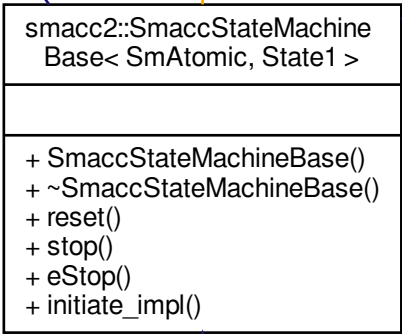 smacc2::SmaccStateMachine
Base< SmAtomic, State1 >
+ SmaccStateMachineBase()
+ ~SmaccStateMachineBase()
+ reset()
+ stop()
+ eStop()
+ initiate_impl()